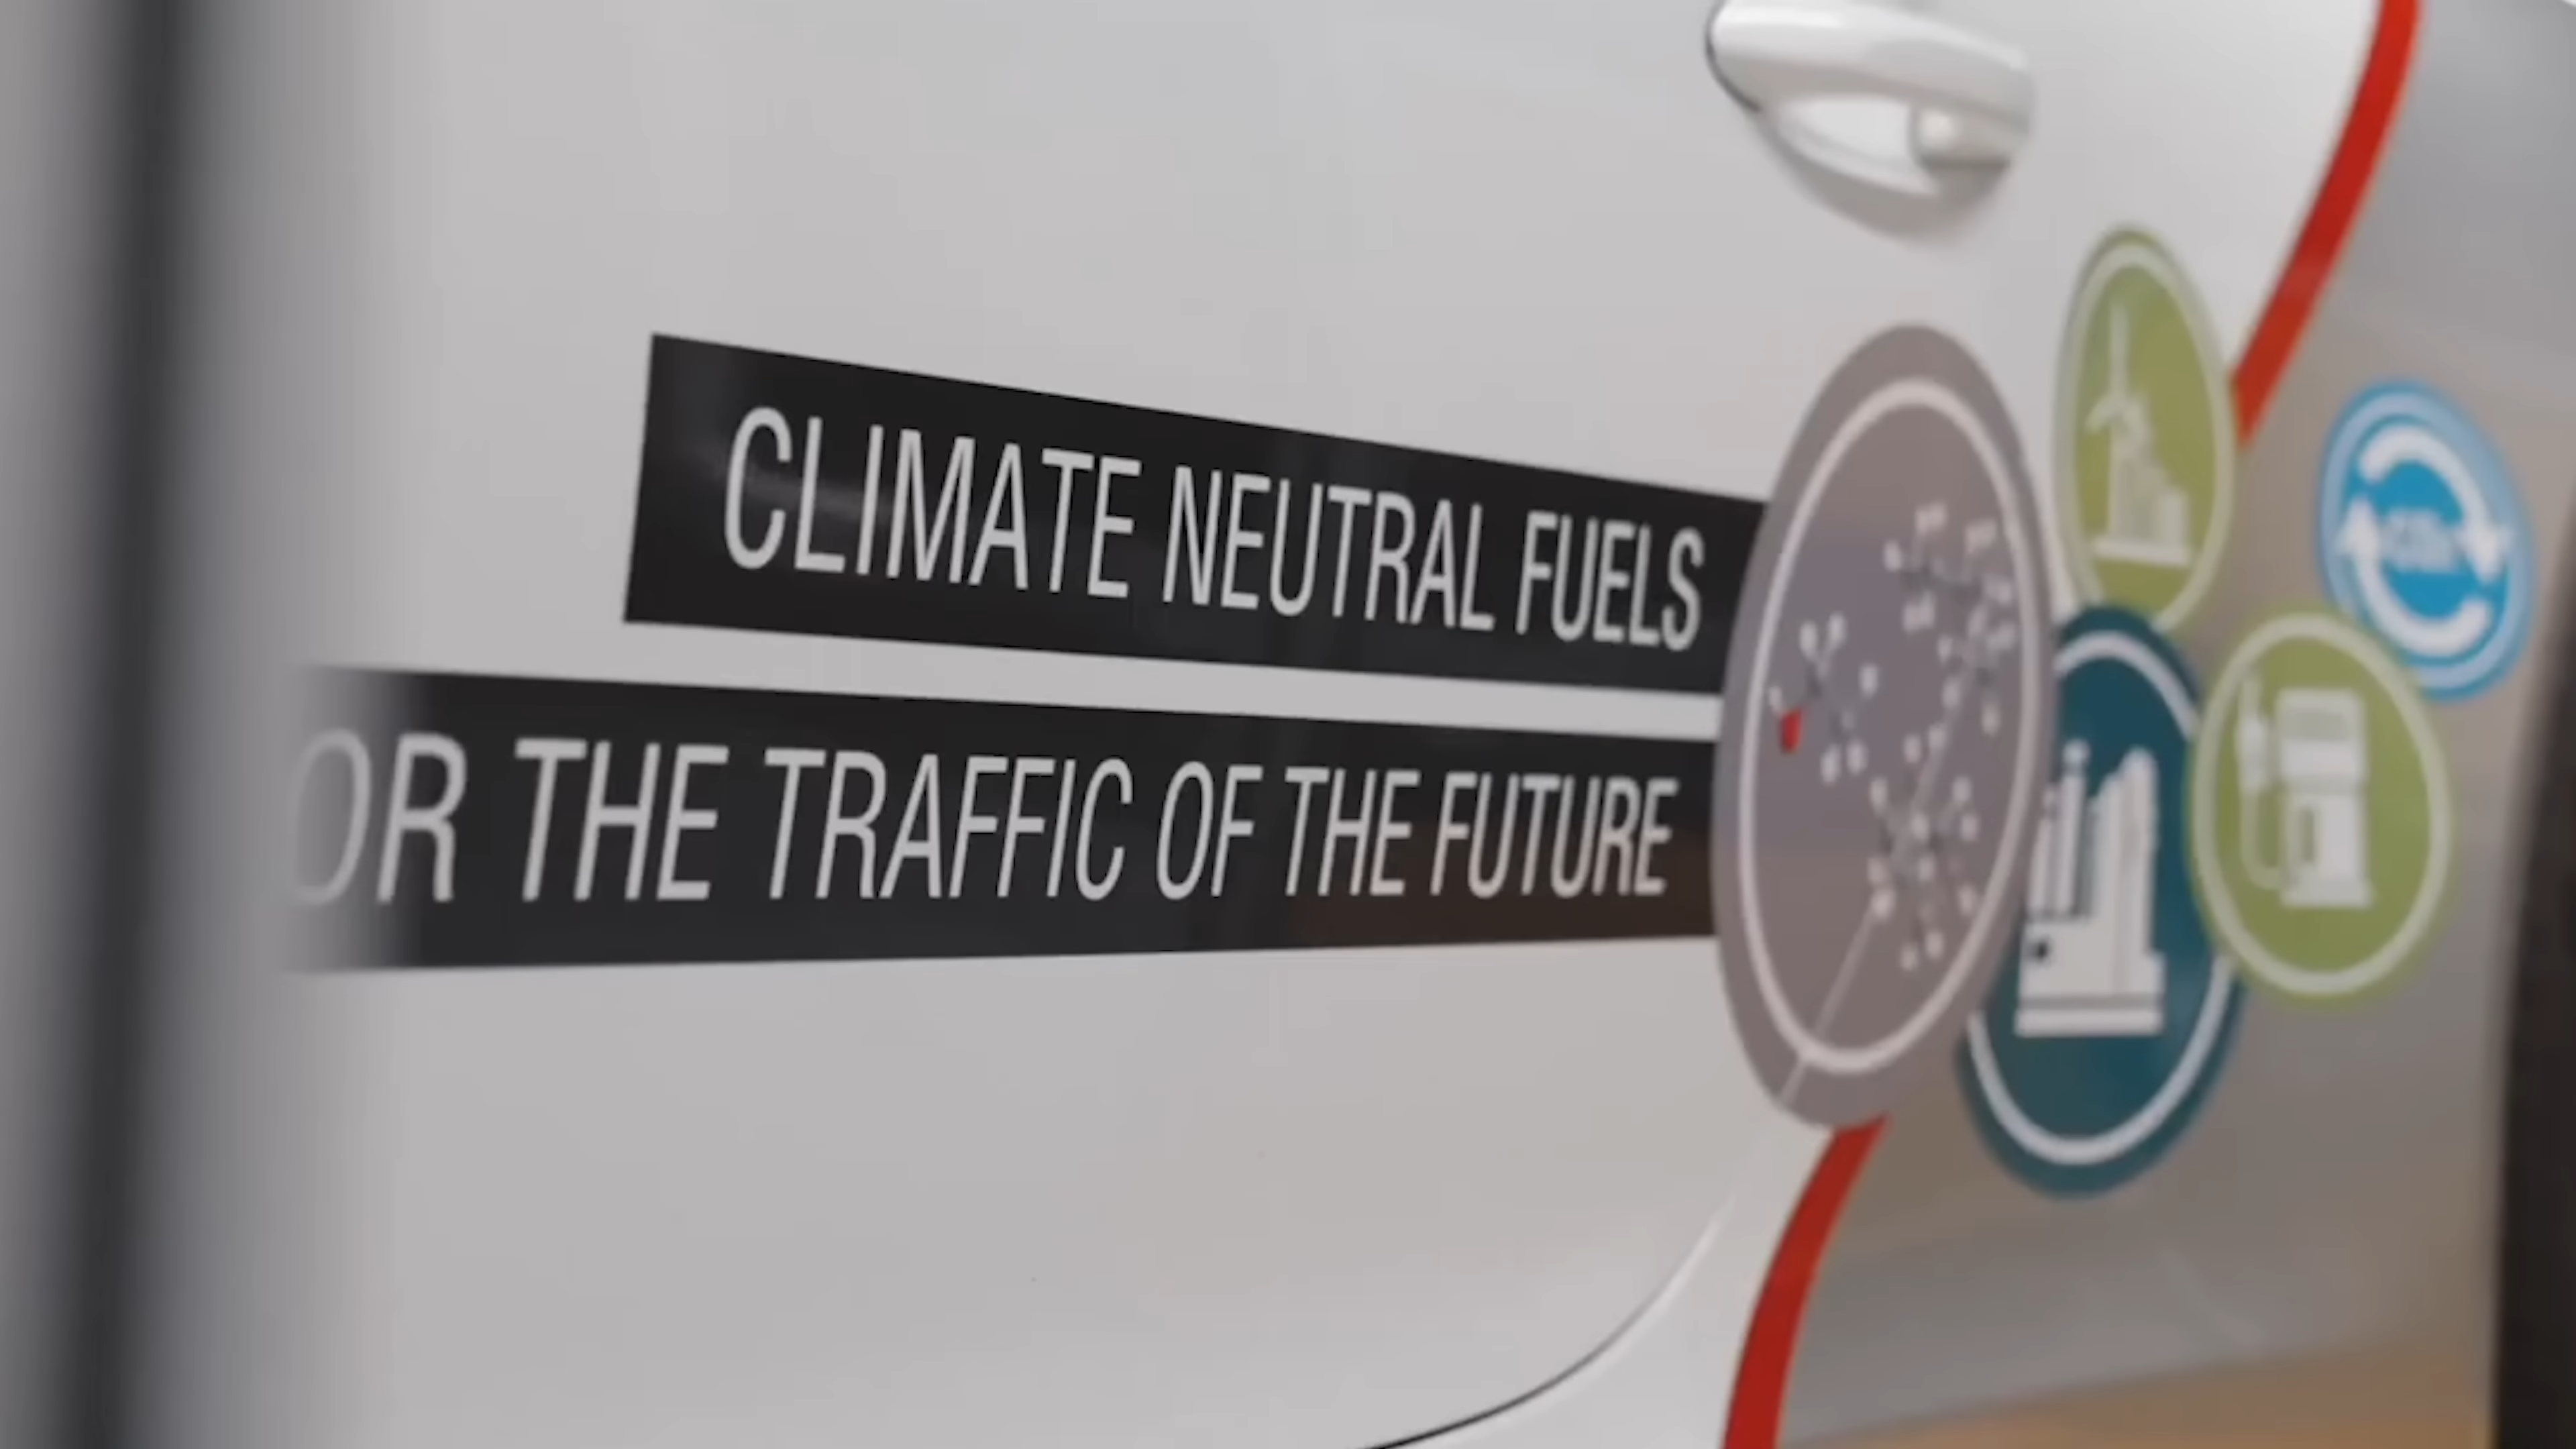 CLIMATE NEUTRAL FUELS
OR THE TRAFFIC OF THE FUTURE